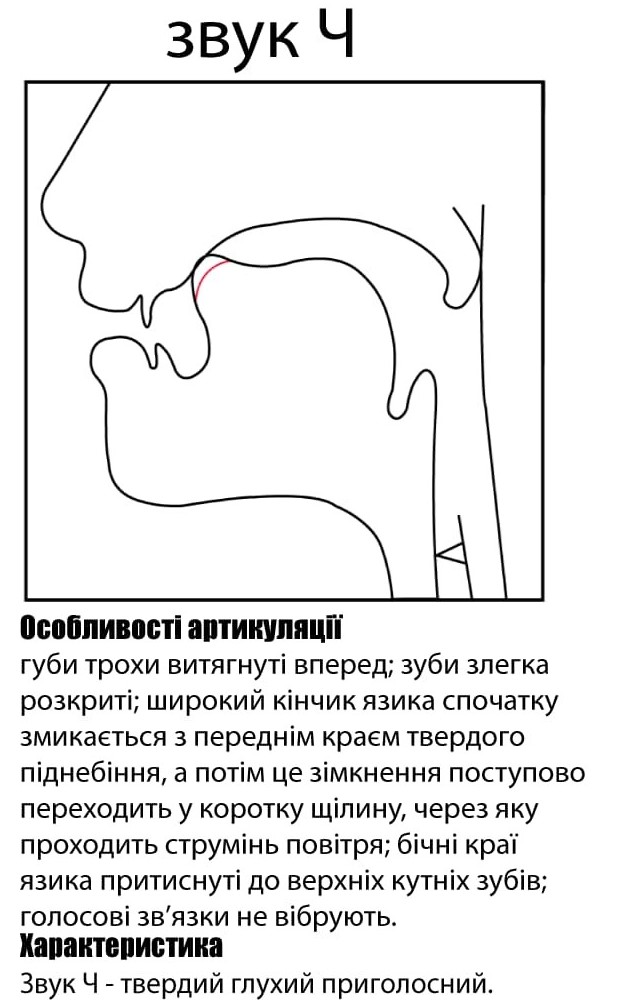 звук Ч
Особливості артикуляції
губи трохи витягнуті вперед; зуби злегка
розкриті; широкий кінчик язика спочатку
змикається з переднім краєм твердого
піднебіння, а потім це зімкнення поступово
переходить у коротку щілину, через яку
проходить струмінь повітря; бічні краї
язика притиснуті до верхніх кутніх зубів;
голосові зв’язки не вібрують.
Характеристика
Звук Ч - твердий глухий приголосний.